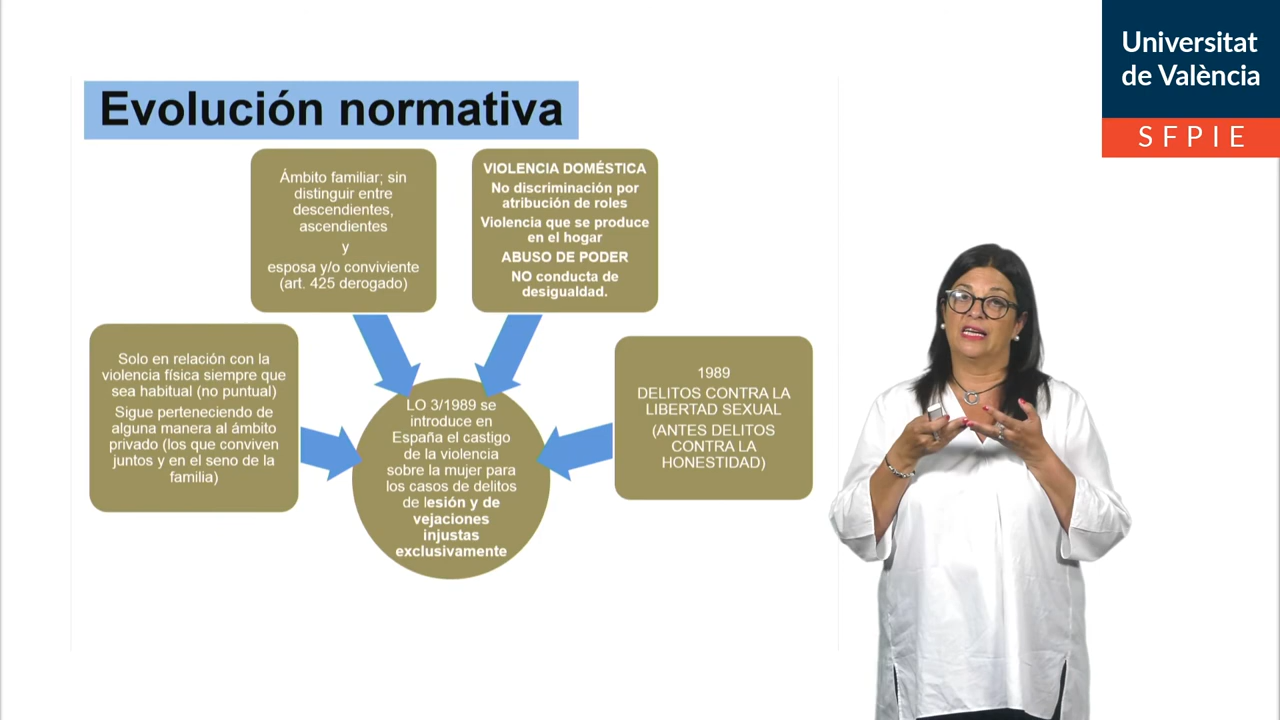 Universitat
de València
SFPIE
Evolución normativa
Ámbito familiar; sin
distinguir entre
descendientes,
ascendientes
y
esposa y/o conviviente
(art. 425 derogado)
VIOLENCIA DOMÉSTICA
No discriminación por
atribución de roles
Violencia que se produce
en el hogar
ABUSO DE PODER
NO conducta de
desigualdad.
Solo en relación con la
violencia física siempre que
sea habitual (no puntual)
Sigue perteneciendo de
alguna manera al ámbito
privado (los que conviven
juntos y en el seno de la
familia)
LO 3/1989 se
introduce en
España el castigo
de la violencia
sobre la mujer para
los casos de delitos
de lesión y de
vejaciones
injustas
exclusivamente
1989
DELITOS CONTRA LA
LIBERTAD SEXUAL
(ANTES DELITOS
CONTRA LA
HONESTIDAD)